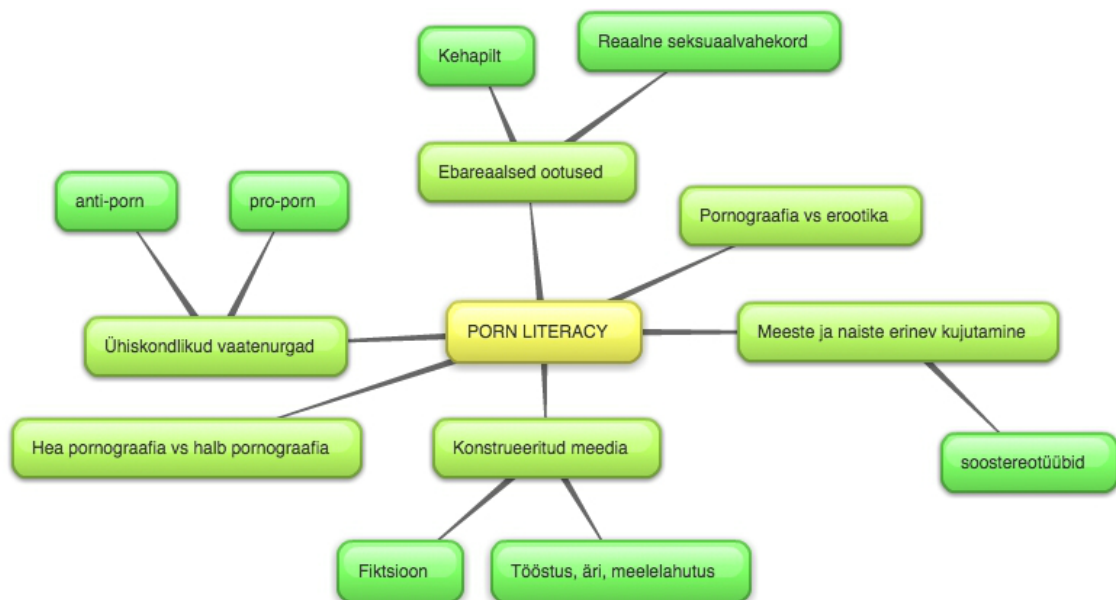 Reaalne seksuaalvahekord
Kehapilt
Ebareaalsed ootused
anti-porn
pro-porn
Pornograafia vs erootika
PORN LITERACY
Meeste ja naiste erinev kujutamine
Ühiskondlikud vaatenurgad
Hea pornograafia vs halb pornograafia
Konstrueeritud meedia
soostereotüübid
Fiktsioon
Tööstus, äri, meelelahutus